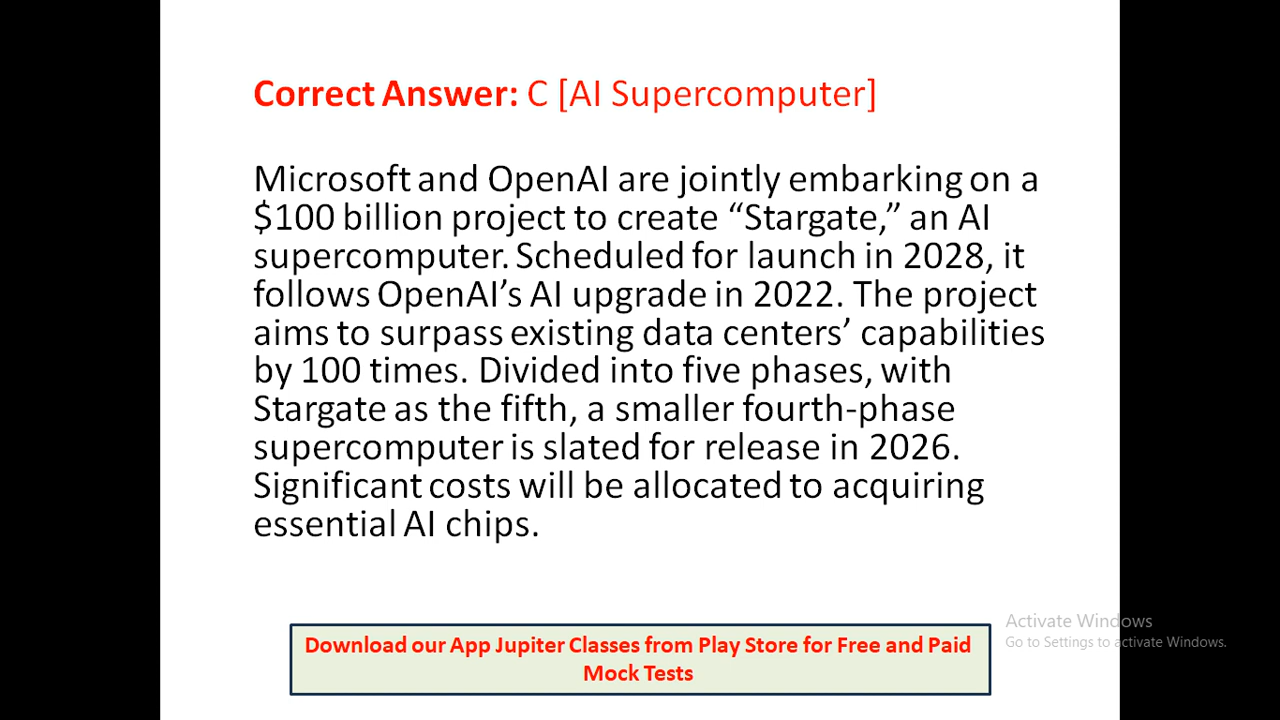 Correct Answer: C [AI Supercomputer]
Microsoft and OpenAI are jointly embarking on a
$100 billion project to create “Stargate,” an AI
supercomputer. Scheduled for launch in 2028, it
follows OpenAI’s AI upgrade in 2022. The project
aims to surpass existing data centers’ capabilities
by 100 times. Divided into five phases, with
Stargate as the fifth, a smaller fourth-phase
supercomputer is slated for release in 2026.
Significant costs will be allocated to acquiring
essential AI chips.
Activate Windows
Go to Settings to activate Windows.
Download our App Jupiter Classes from Play Store for Free and Paid
Mock Tests